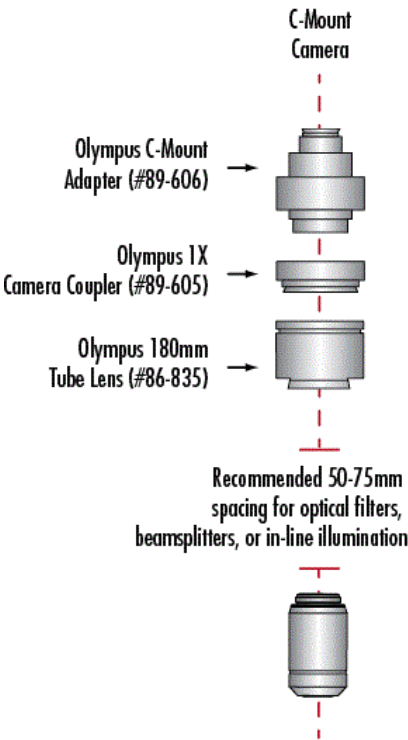 C-Mount
Camera
Olympus C-Mount
Adapter (#89-606)
Olympus 1X
Camera Coupler (#89-605)
Olympus 180mm
Tube Lens (#86-835)
Recommended 50-75mm
spacing for optical filters,
beamsplitters, or in-line illumination